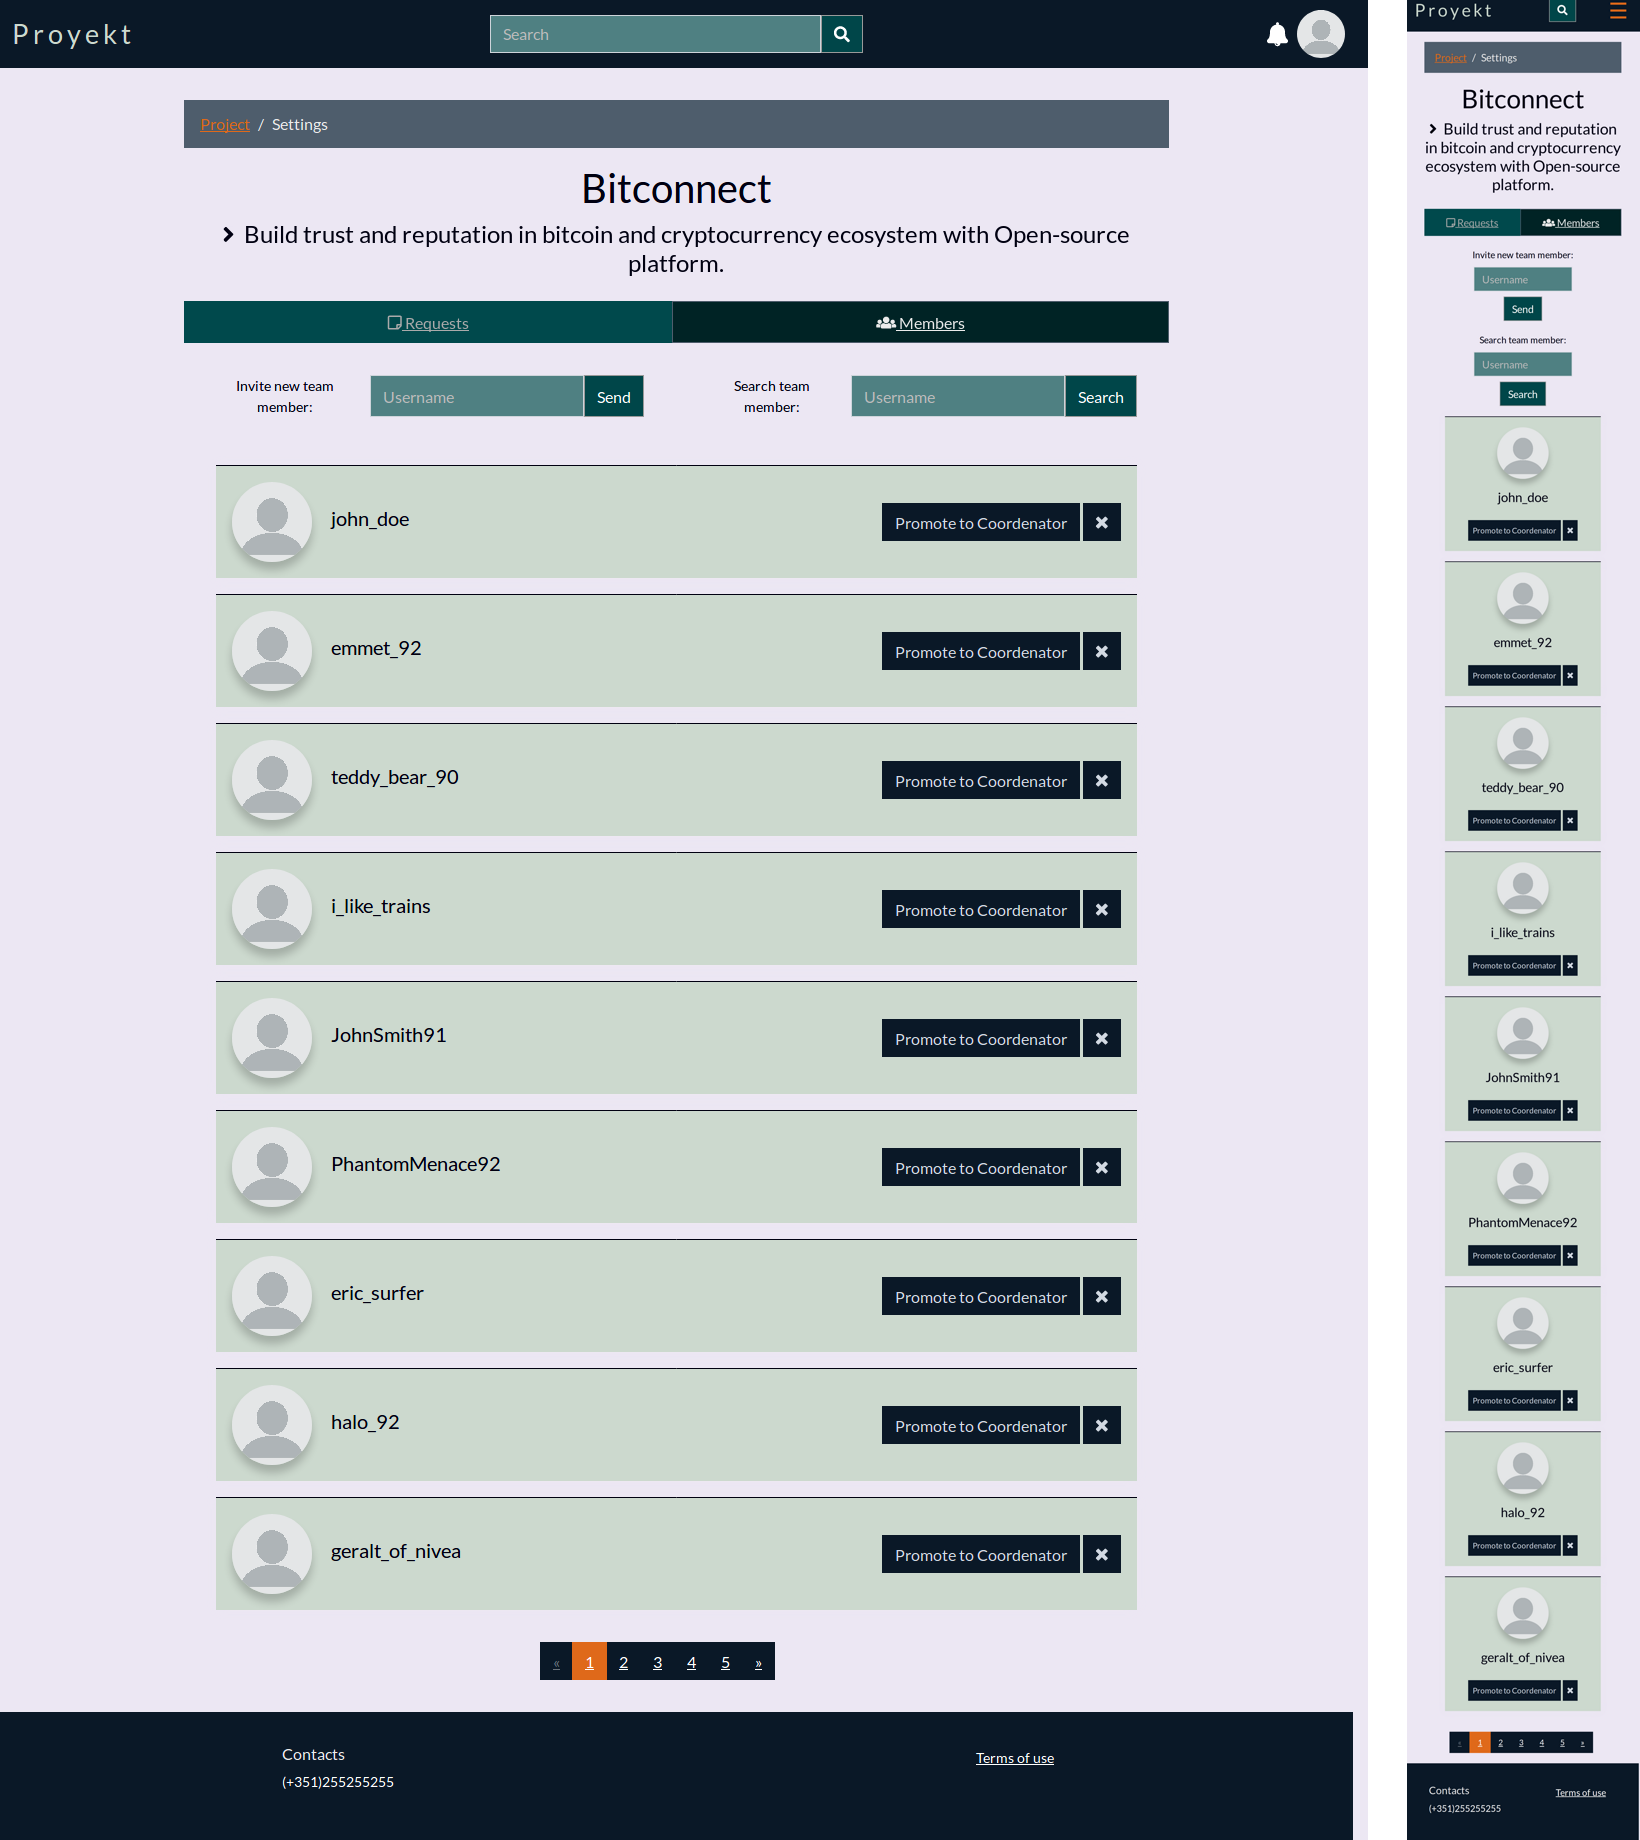 Proyekt
Search
Project / Settings
Bitconnect
Build trust and reputation in bitcoin and cryptocurrency ecosystem with Open-source
platform.
Requests
Members
Invite new team
member:
Username
Send
Search team
member:
Username
Search
john_doe
Promote to Coordenator
emmet_92
Promote to Coordenator
teddy_bear_90
Promote to Coordenator
i_like_trains
Promote to Coordenator
JohnSmith91
Promote to Coordenator
PhantomMenace92
Promote to Coordenator
eric_surfer
Promote to Coordenator
halo_92
Promote to Coordenator
geralt_of_nivea
Promote to Coordenator
« 1 2 3 4 5 »
Contacts
(+351)255255255
Terms of use
Proyekt
Project / Settings
Bitconnect
Build trust and reputation
in bitcoin and cryptocurrency
ecosystem with Open-source
platform.
Requests
Members
Invite new team member:
Username
Send
Search team member:
Username
Search
john_doe
Promote to Coordenator
emmet_92
Promote to Coordenator
teddy_bear_90
Promote to Coordenator
i_like_trains
Promote to Coordenator
JohnSmith91
Promote to Coordenator
PhantomMenace92
Promote to Coordenator
eric_surfer
Promote to Coordenator
halo_92
Promote to Coordenator
geralt_of_nivea
Promote to Coordenator
« 1 2 3 4 5 »
Contacts
(+351)255255255
Terms of use